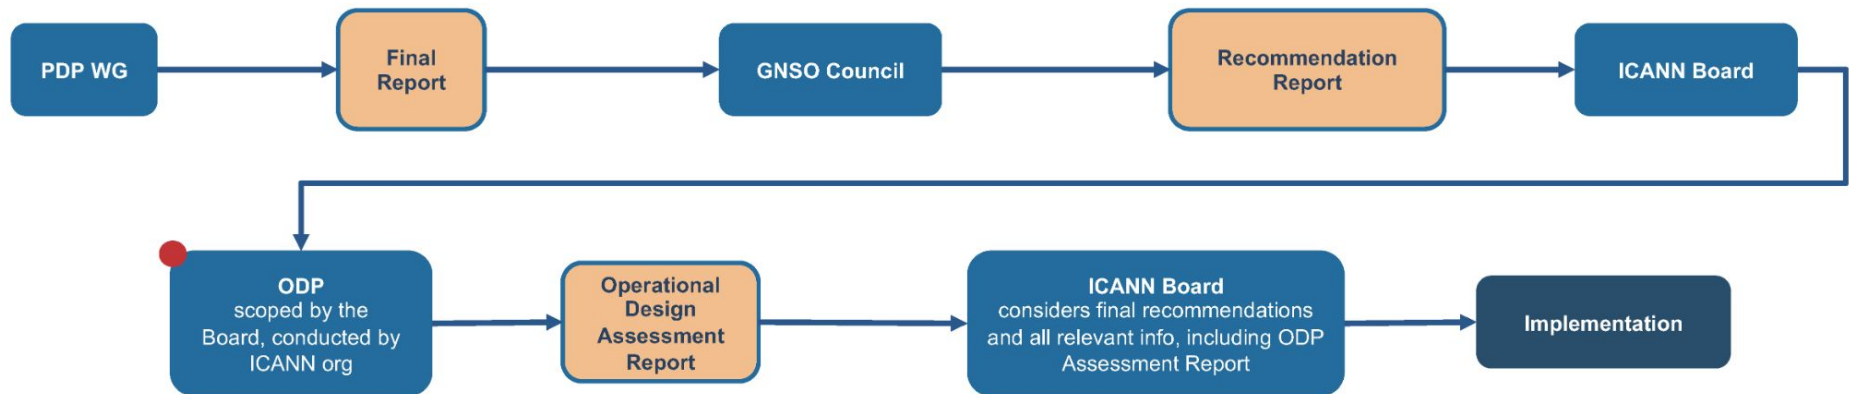 PDP WG
Final
Report
GNSO Council
Recommendation
Report
ICANN Board
ODP
scoped by the
Board, conducted by
ICANN org
Operational
Design
Assessment
Report
ICANN Board
considers final recommendations
and all relevant info, including ODP
Assessment Report
Implementation